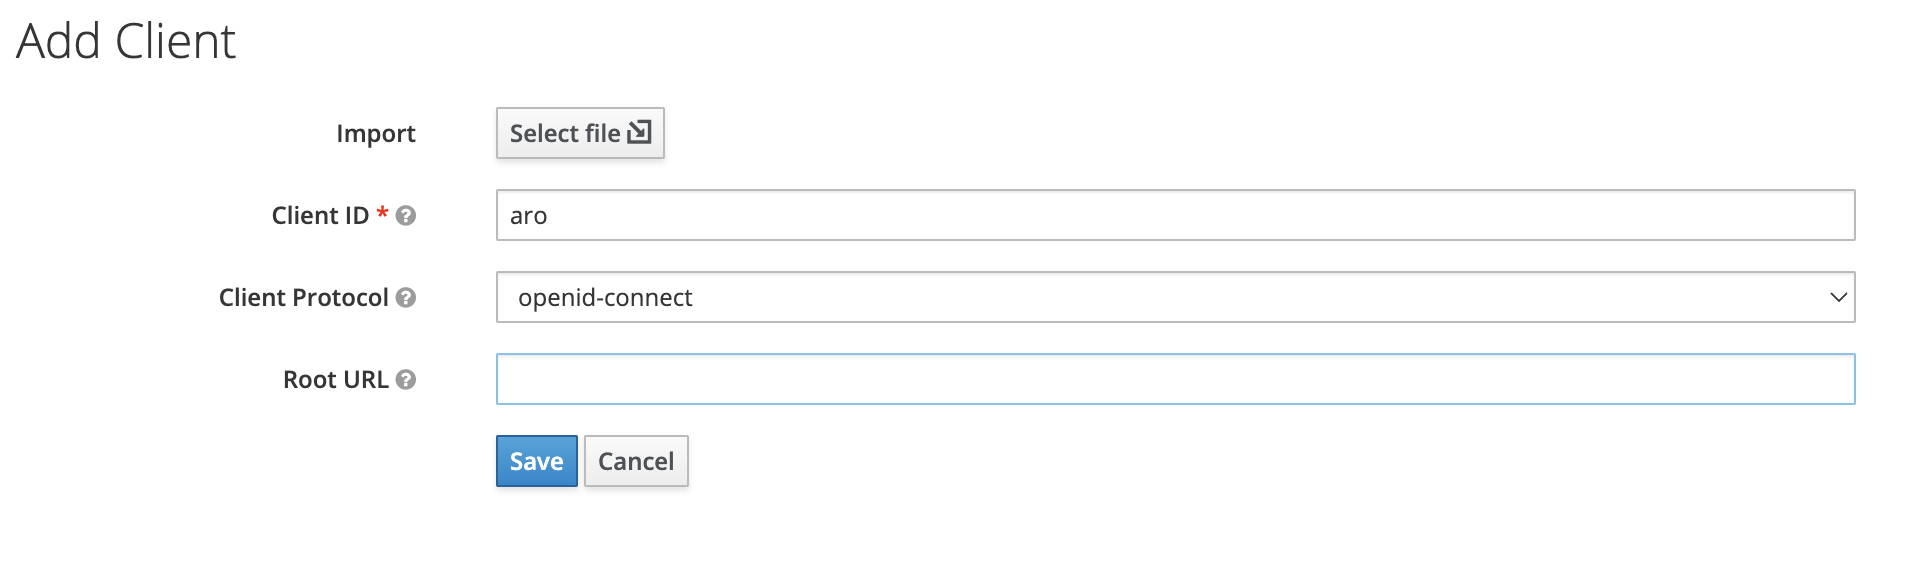 Add Client
Import
Select file
Client ID *
aro
Client Protocol
openid-connect
Root URL
Save
Cancel